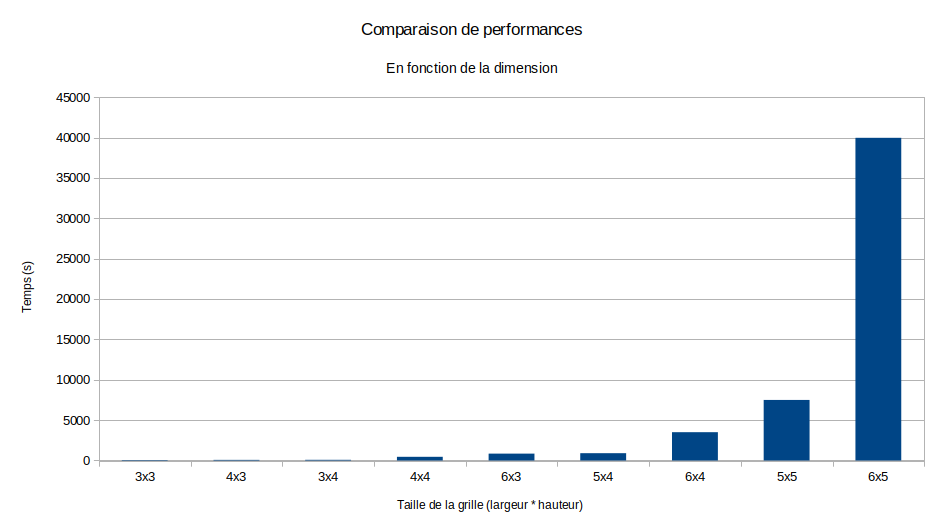 Comparaison de performances
En fonction de la dimension
45000
40000
35000
30000
25000
20000
15000
10000
5000
0
Temps (s)
3x3 4x3 3x4 4x4 6x3 5x4 6x4 5x5 6x5
Taille de la grille (largeur * hauteur)